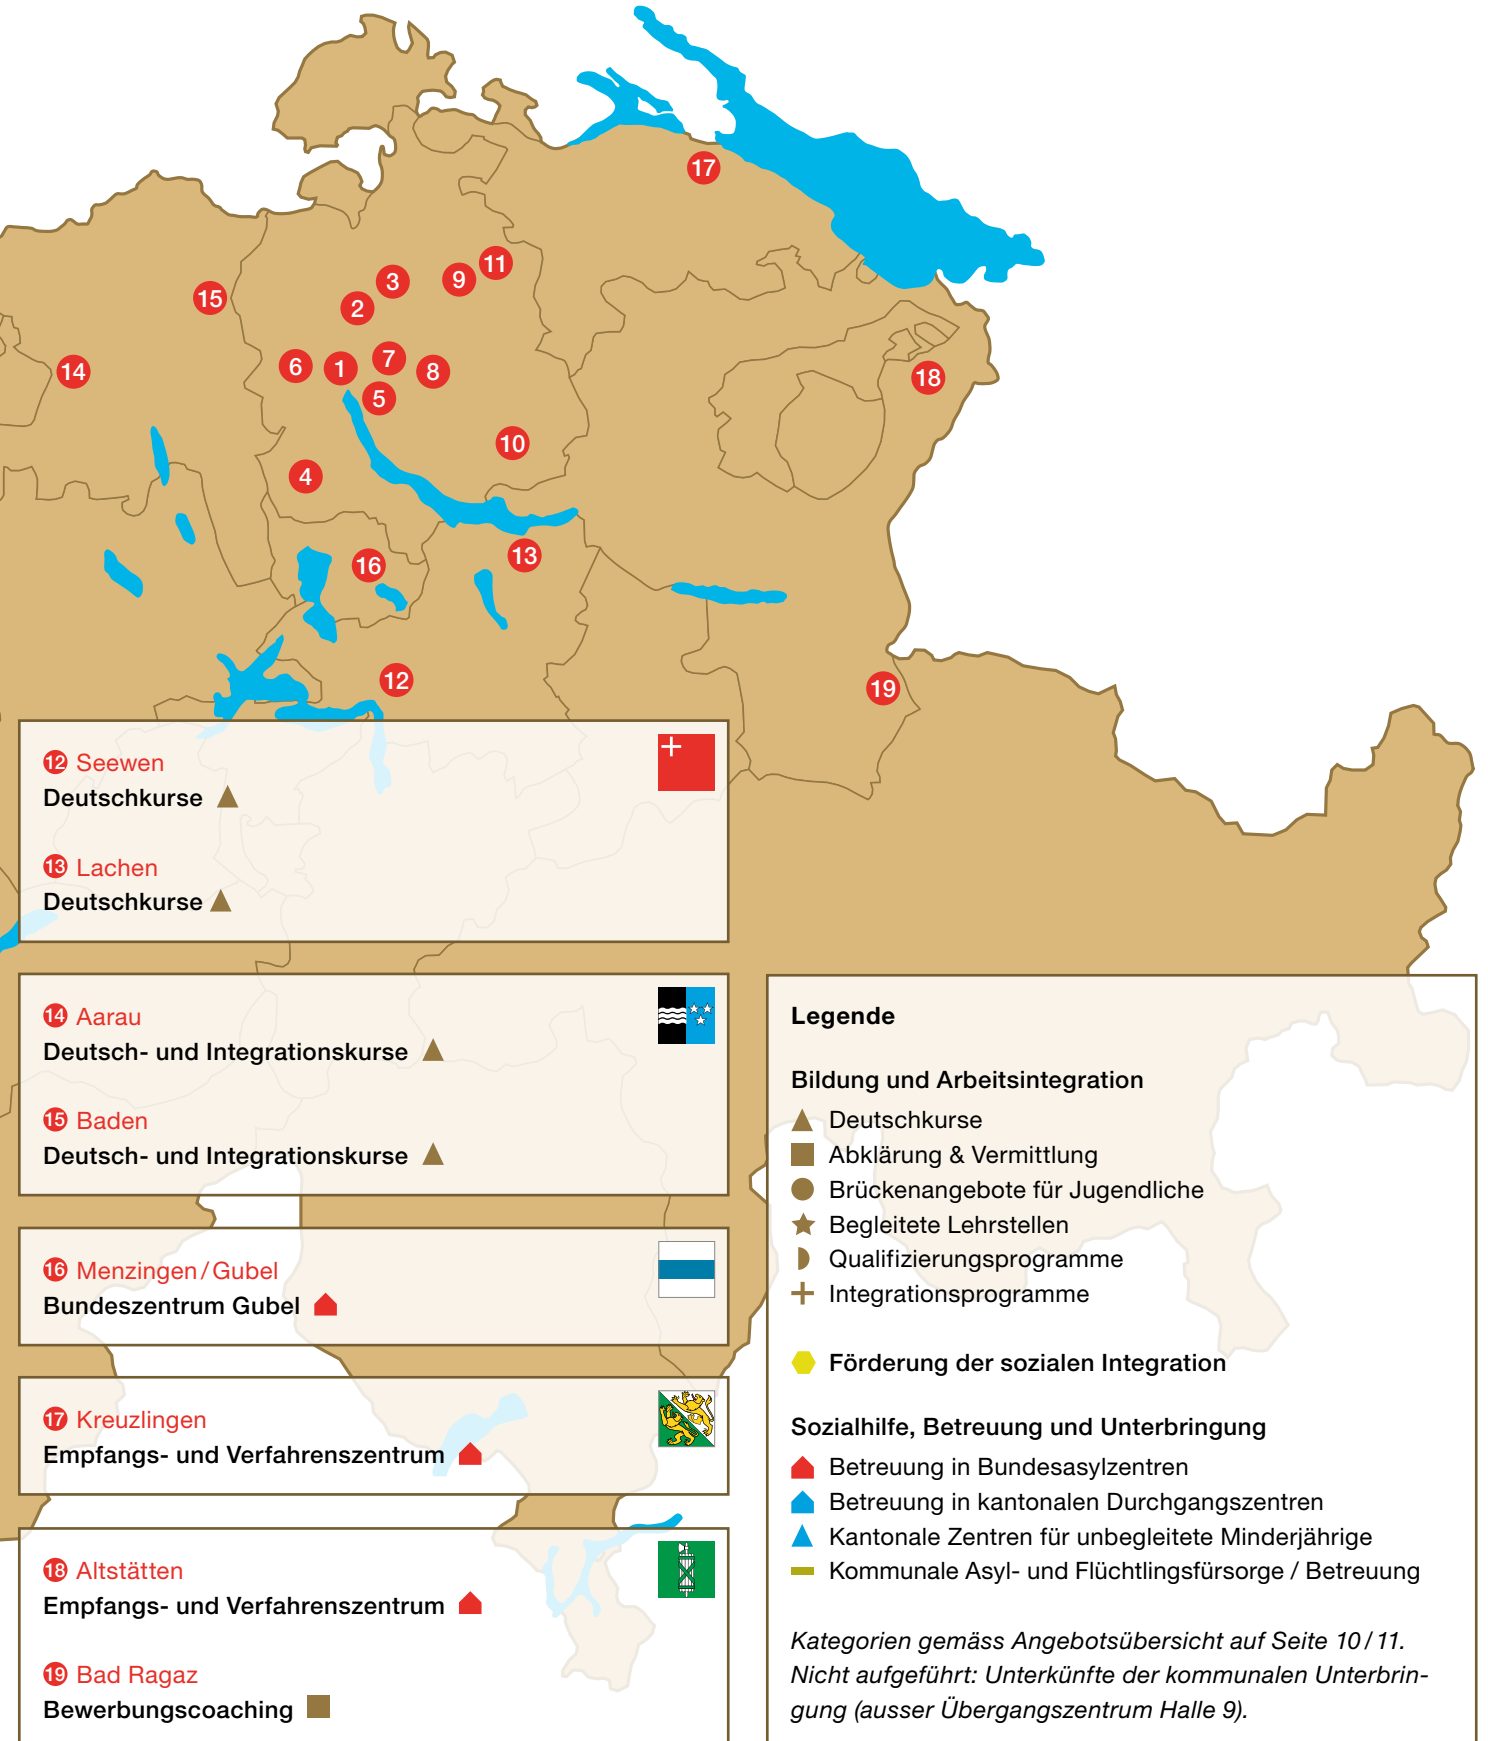 17
11
3
9
15
2
7
6
1
8
14
18
5
10
4
13
16
12
19
12 Seewen
Deutschkurse
13 Lachen
Deutschkurse
14 Aarau
Deutsch- und Integrationskurse
15 Baden
Deutsch- und Integrationskurse
16 Menzingen/Gubel
Bundeszentrum Gubel
17 Kreuzlingen
Empfangs- und Verfahrenszentrum
18 Altstätten
Empfangs- und Verfahrenszentrum
19 Bad Ragaz
Bewerbungscoaching
Legende
Bildung und Arbeitsintegration
Deutschkurse
Abklärung & Vermittlung
Brückenangebote für Jugendliche
Begleitete Lehrstellen
Qualifizierungsprogramme
Integrationsprogramme
Förderung der sozialen Integration
Sozialhilfe, Betreuung und Unterbringung
Betreuung in Bundesasylzentren
Betreuung in kantonalen Durchgangszentren
Kantonale Zentren für unbegleitete Minderjährige
Kommunale Asyl- und Flüchtlingsfürsorge / Betreuung
Kategorien gemäss Angebotsübersicht auf Seite 10/11.
Nicht aufgeführt: Unterkünfte der kommunalen Unterbrin-
gung (ausser Übergangszentrum Halle 9).